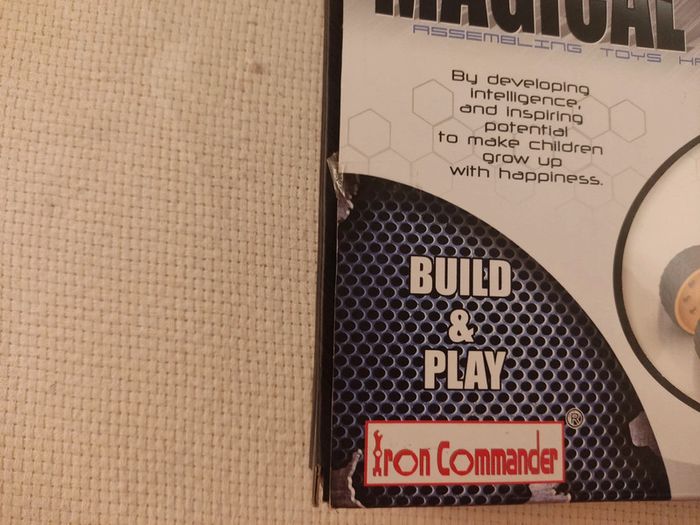 MAGICAL
ASSEMBLING TOYS
By developing
intelligence,
and inspiring
potential
to make children
grow up
with happiness.
BUILD
&
PLAY
Iron Commander ®